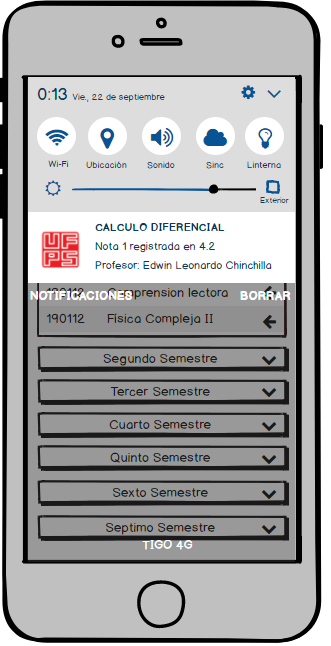 0:13 Vie., 22 de septiembre
Wi-Fi Ubicación Sonido Sinc Linterna
Exterior
CALCULO DIFERENCIAL
UFPS
Nota 1 registrada en 4.2
Profesor: Edwin Leonardo Chinchilla
190112 Comprension lectora
NOTIFICACIONES BORRAR
190112 Fisica Compleja II
Segundo Semestre
Tercer Semestre
Cuarto Semestre
Quinto Semestre
Sexto Semestre
Septimo Semestre
TIGO 4G